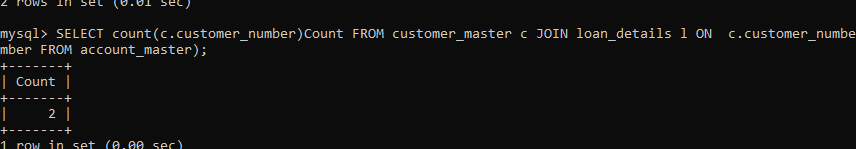 2 rows in set (0.01 sec)
mysql> SELECT count(c.customer_number)Count FROM customer_master c JOIN loan_details l ON  c.customer_numbe
mber FROM account_master);
+-------+
| Count |
+-------+
|     2 |
+-------+
1 row in set (0.00 sec)